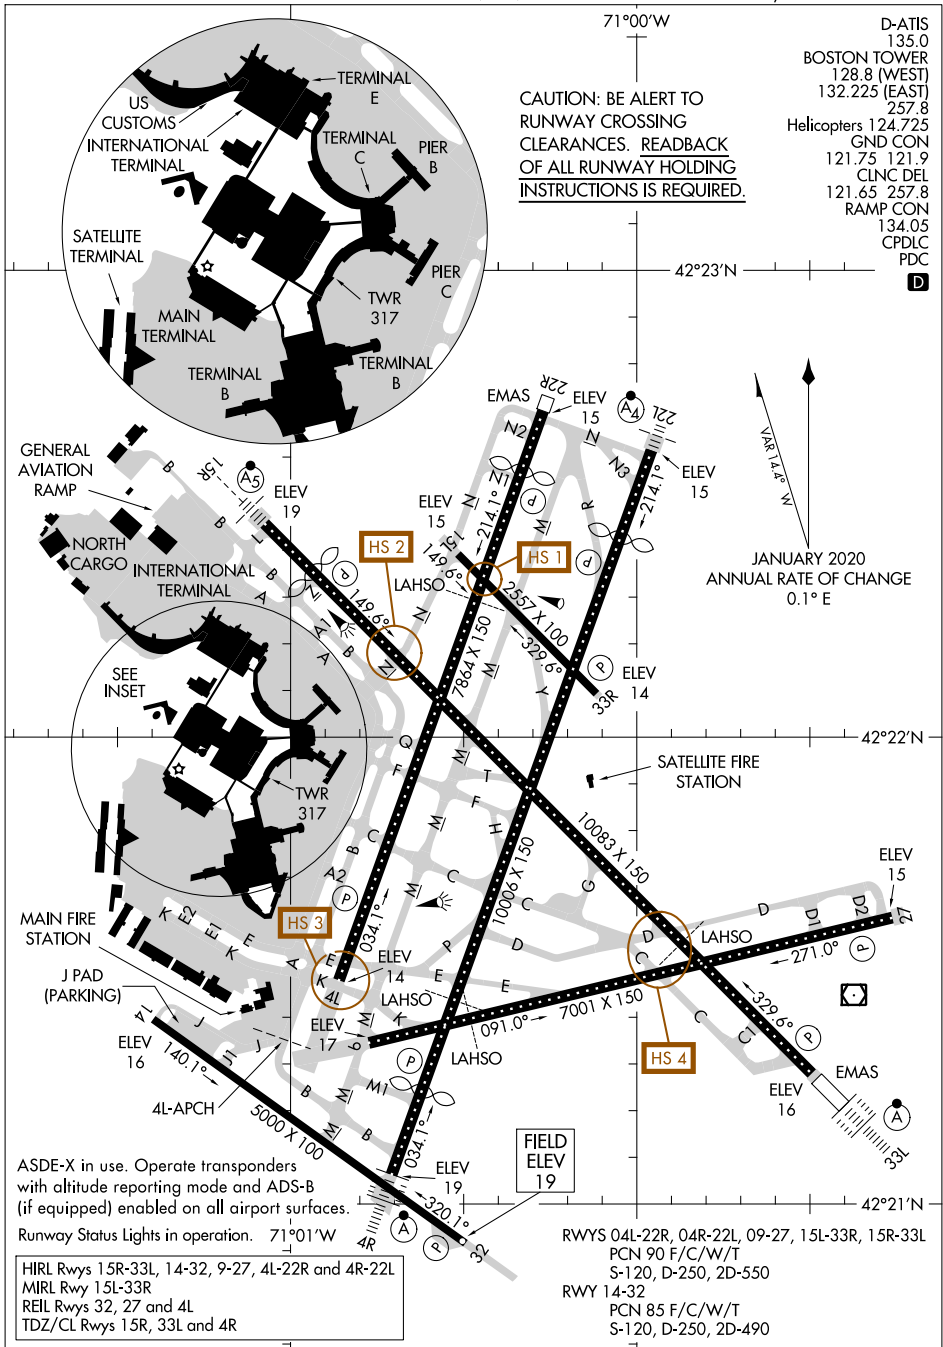 71°00'W
D-ATIS
135.0
BOSTON TOWER
128.8 (WEST)
132.225 (EAST)
257.8
Helicopters 124.725
GND CON
121.75 121.9
CLNC DEL
121.65 257.8
RAMP CON
134.05
CPDLC
PDC
D
CAUTION: BE ALERT TO
RUNWAY CROSSING
CLEARANCES. READBACK
OF ALL RUNWAY HOLDING
INSTRUCTIONS IS REQUIRED.
TERMINAL
E
US
CUSTOMS
INTERNATIONAL
TERMINAL
TERMINAL
C
PIER
B
SATELLITE
TERMINAL
PIER
C
TWR
317
MAIN
TERMINAL
TERMINAL
B
TERMINAL
B
42°23'N
EMAS
22R
ELEV
15
A4
22L
ELEV
15
VAR 14.4° W
JANUARY 2020
ANNUAL RATE OF CHANGE
0.1° E
GENERAL
AVIATION
RAMP
B
15R
A5
ELEV
19
B
L
B
A
A1
A
B
N1
P
149.6°
NORTH
CARGO
INTERNATIONAL
TERMINAL
HS 2
HS 1
N2
N
N3
N1
P
214.1°
N
M
R
P
214.1°
ELEV
15
15L
149.6°
LAHSO
2557 X 100
329.6°
P
ELEV
14
33R
N
N
M
Y
7864 X 150
SEE
INSET
TWR
317
42°22'N
SATELLITE FIRE
STATION
Q
F
M
T
F
H
M
C
B
A2
P
M
C
C
G
10083 X 150
10006 X 150
ELEV
15
27
D
D1
D2
D
C
LAHSO
271.0°
P
MAIN FIRE
STATION
K
E2
E1
K
E
HS 3
034.1°
A
E
K
4L
ELEV
14
P
D
E
E
LAHSO
J PAD
(PARKING)
14
J
J1
J
ELEV
16
140.1°
ELEV
17
9
M
K
091.0°
7001 X 150
LAHSO
P
HS 4
C
C1
329.6°
P
EMAS
ELEV
16
A
33L
4L-APCH
5000 X 100
B
M
M
M1
B
034.1°
ELEV
19
FIELD
ELEV
19
ASDE-X in use. Operate transponders
with altitude reporting mode and ADS-B
(if equipped) enabled on all airport surfaces.
Runway Status Lights in operation.
71°01'W
4R
A
P
320.1°
32
42°21'N
HIRL Rwys 15R-33L, 14-32, 9-27, 4L-22R and 4R-22L
MIRL Rwy 15L-33R
REIL Rwys 32, 27 and 4L
TDZ/CL Rwys 15R, 33L and 4R
RWYS 04L-22R, 04R-22L, 09-27, 15L-33R, 15R-33L
PCN 90 F/C/W/T
S-120, D-250, 2D-550
RWY 14-32
PCN 85 F/C/W/T
S-120, D-250, 2D-490